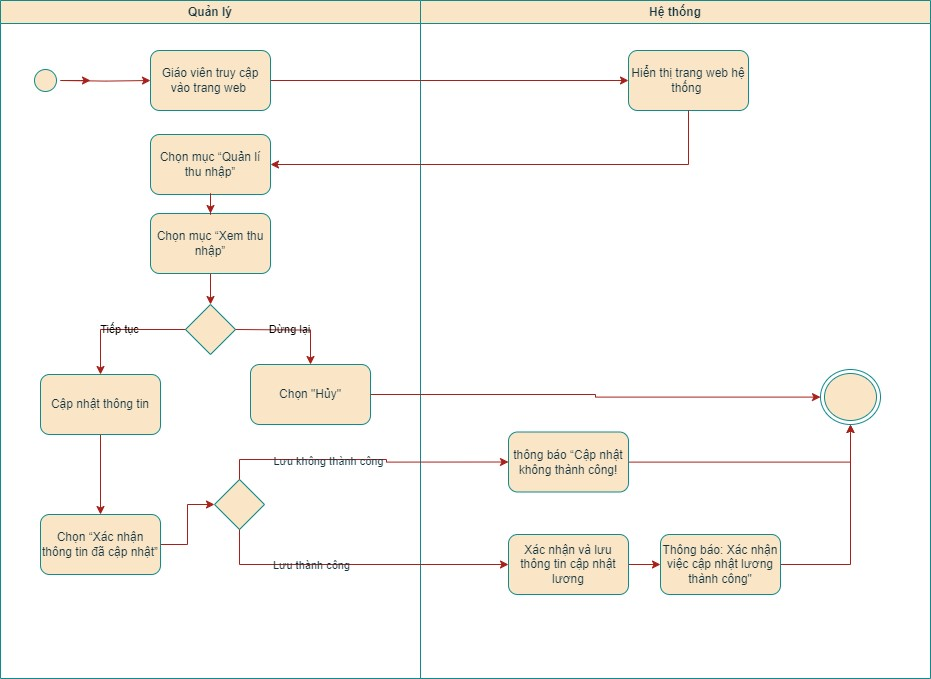 Quản lý
Hệ thống
Giáo viên truy cập
vào trang web
Hiển thị trang web hệ
thống
Chọn mục “Quản lí
thu nhập”
Chọn mục “Xem thu
nhập”
Tiếp tục
Dừng lại
Cập nhật thông tin
Chọn "Hủy"
thông báo “Cập nhật
không thành công!
Lưu không thành công
Chọn “Xác nhận
thông tin đã cập nhật”
Lưu thành công
Xác nhận và lưu
thông tin cập nhật
lương
Thông báo: Xác nhận
việc cập nhật lương
thành công"